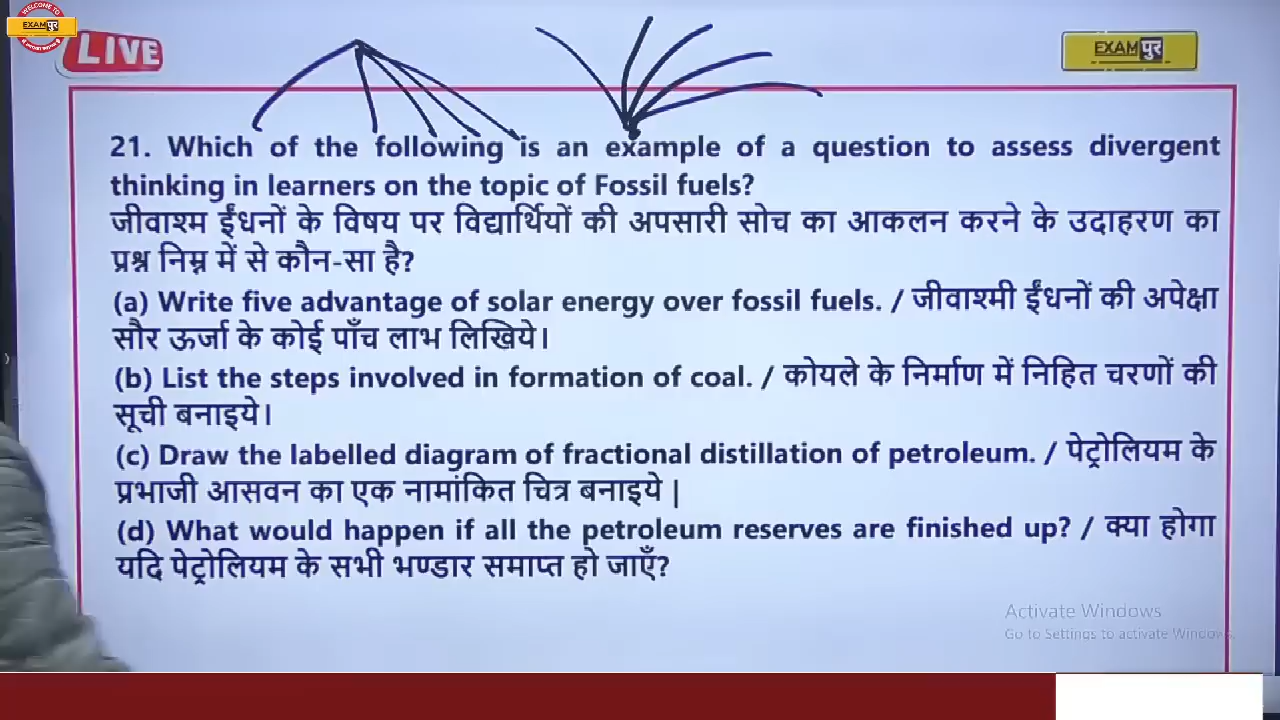 WELCOME TO
EXAMपुर
LIVE
EXAMपुर
21. Which of the following is an example of a question to assess divergent
thinking in learners on the topic of Fossil fuels?
जीवाश्म ईंधनों के विषय पर विद्यार्थियों की अपसारी सोच का आकलन करने के उदाहरण का
प्रश्न निम्न में से कौन-सा है?
(a) Write five advantage of solar energy over fossil fuels. / जीवाश्मी ईंधनों की अपेक्षा
सौर ऊर्जा के कोई पाँच लाभ लिखिये।
(b) List the steps involved in formation of coal. / कोयले के निर्माण में निहित चरणों की
सूची बनाइये।
(c) Draw the labelled diagram of fractional distillation of petroleum. / पेट्रोलियम के
प्रभाजी आसवन का एक नामांकित चित्र बनाइये |
(d) What would happen if all the petroleum reserves are finished up? / क्या होगा
यदि पेट्रोलियम के सभी भण्डार समाप्त हो जाएँ?
Activate Windows
Go to Settings to activate Windows.